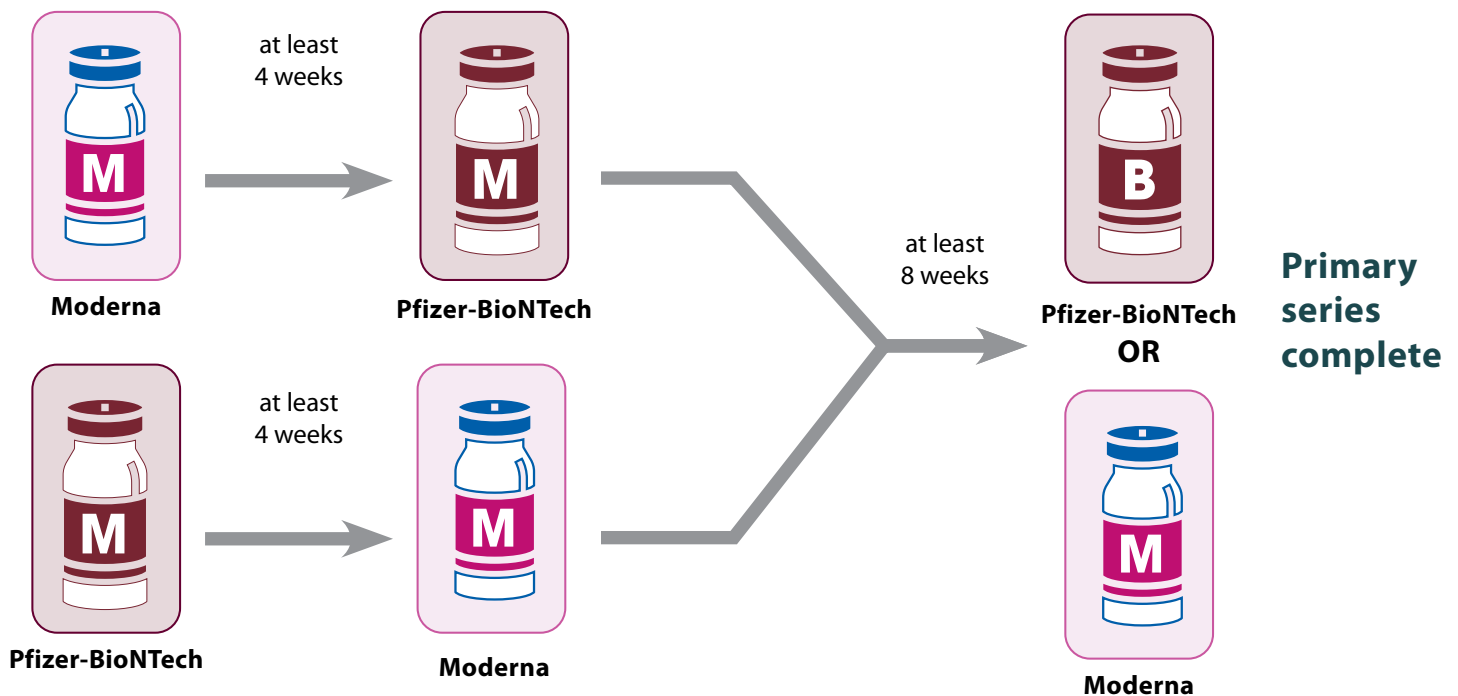 at least
4 weeks
M
M
B
Moderna
Pfizer-BioNTech
at least
8 weeks
Pfizer-BioNTech
OR
Primary
series
complete
at least
4 weeks
M
M
M
Pfizer-BioNTech
Moderna
Moderna